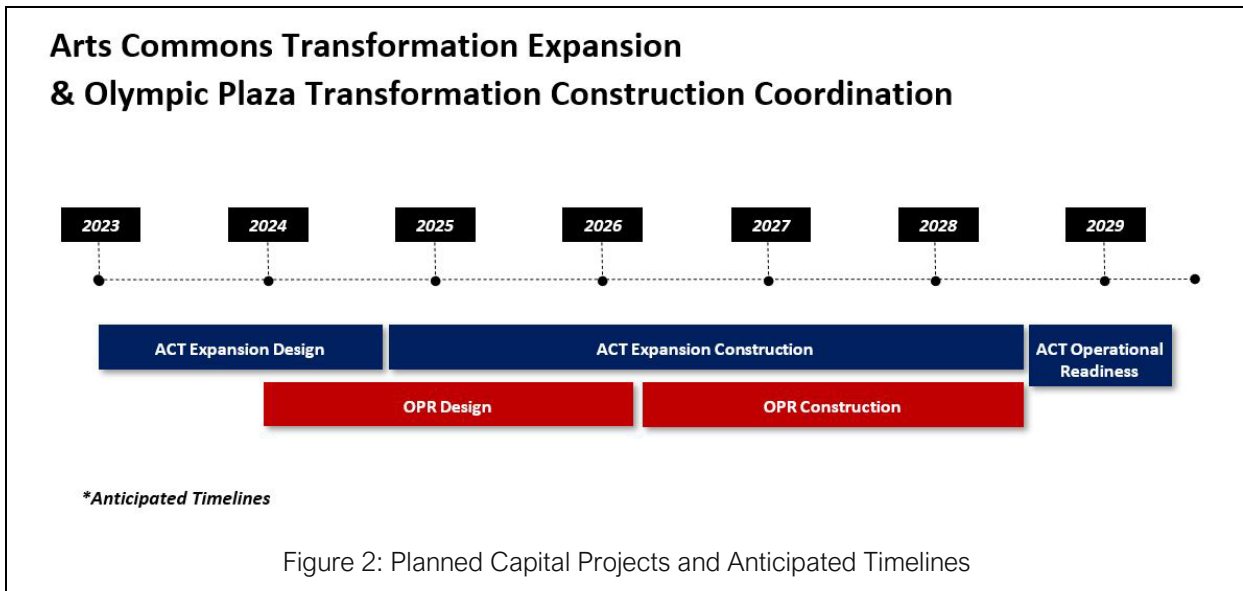 Arts Commons Transformation Expansion
& Olympic Plaza Transformation Construction Coordination
2023
2024
2025
2026
2027
2028
2029
ACT Expansion Design
ACT Expansion Construction
ACT Operational
Readiness
OPR Design
OPR Construction
*Anticipated Timelines
Figure 2: Planned Capital Projects and Anticipated Timelines